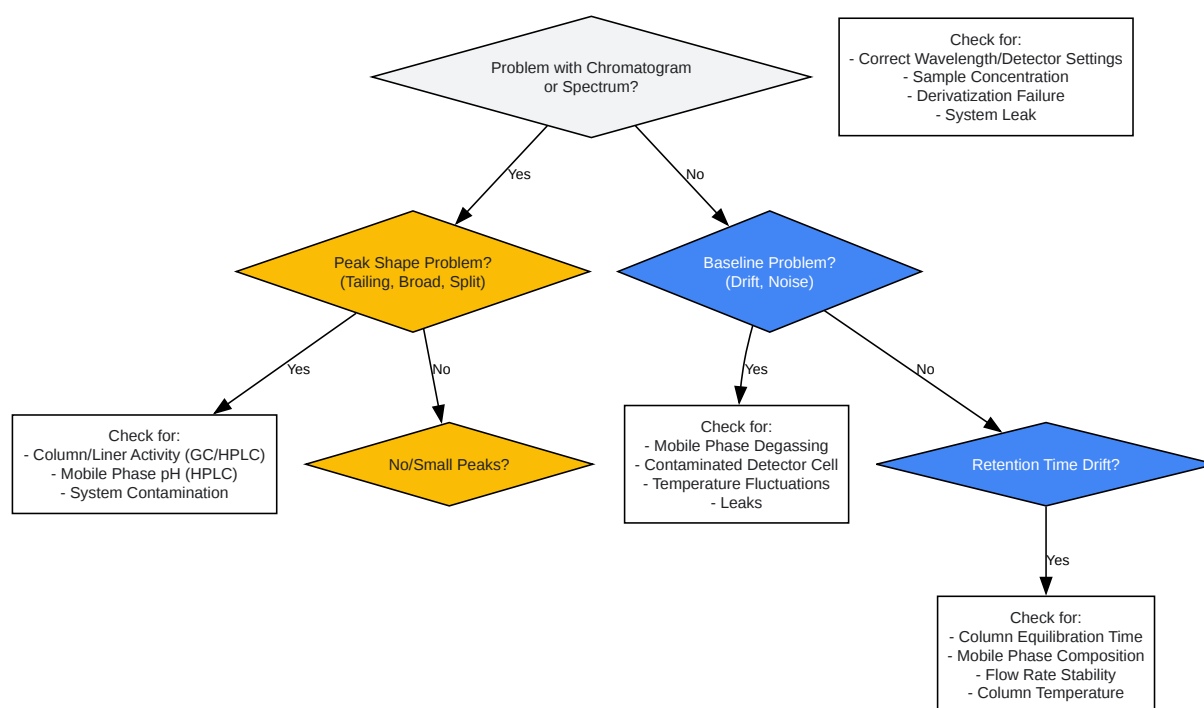 Problem with Chromatogram
or Spectrum?
Check for:
- Correct Wavelength/Detector Settings
- Sample Concentration
- Derivatization Failure
- System Leak
Yes
No
Peak Shape Problem?
(Tailing, Broad, Split)
Baseline Problem?
(Drift, Noise)
Yes
No
Yes
No
Check for:
- Column/Liner Activity (GC/HPLC)
- Mobile Phase pH (HPLC)
- System Contamination
No/Small Peaks?
Check for:
- Mobile Phase Degassing
- Contaminated Detector Cell
- Temperature Fluctuations
- Leaks
Retention Time Drift?
Yes
Check for:
- Column Equilibration Time
- Mobile Phase Composition
- Flow Rate Stability
- Column Temperature